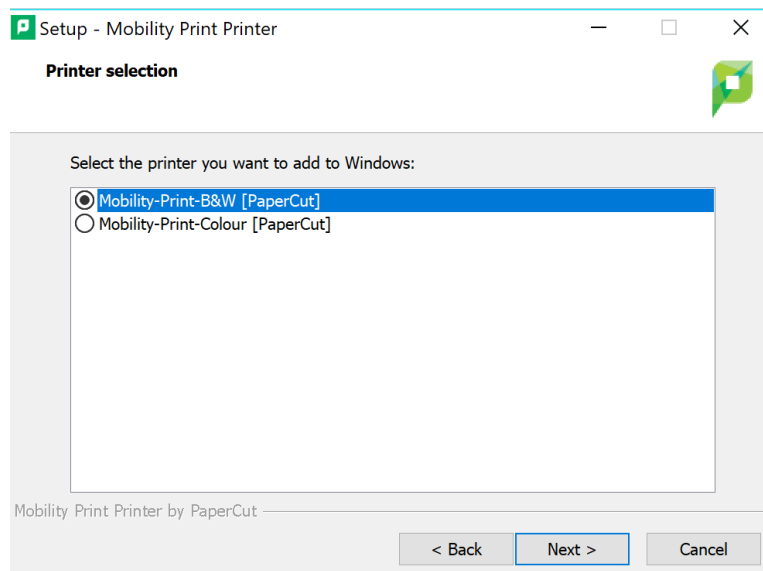 Setup - Mobility Print Printer
Printer selection
Select the printer you want to add to Windows:
Mobility-Print-B&W [PaperCut]
Mobility-Print-Colour [PaperCut]
Mobility Print Printer by PaperCut
< Back Next > Cancel